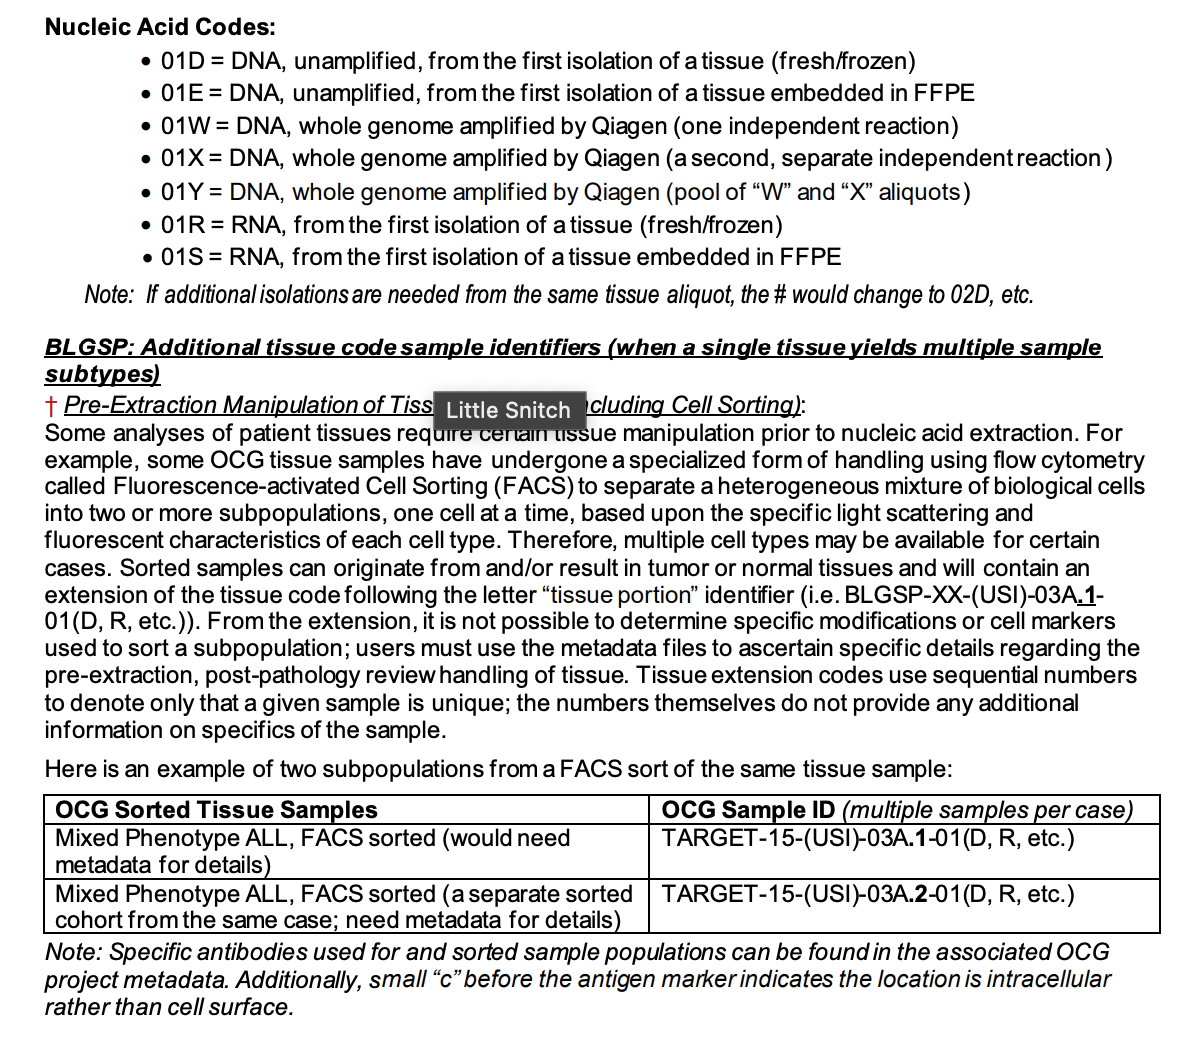 Nucleic Acid Codes:
• 01D = DNA, unamplified, from the first isolation of a tissue (fresh/frozen)
• 01E = DNA, unamplified, from the first isolation of a tissue embedded in FFPE
• 01W = DNA, whole genome amplified by Qiagen (one independent reaction)
• 01X = DNA, whole genome amplified by Qiagen (a second, separate independent reaction)
• 01Y = DNA, whole genome amplified by Qiagen (pool of “W” and “X” aliquots)
• 01R = RNA, from the first isolation of a tissue (fresh/frozen)
• 01S = RNA, from the first isolation of a tissue embedded in FFPE
Note: If additional isolations are needed from the same tissue aliquot, the # would change to 02D, etc.
BLGSP: Additional tissue code sample identifiers (when a single tissue yields multiple sample
subtypes)
† Pre-Extraction Manipulation of Tiss Little Snitch cluding Cell Sorting):
Some analyses of patient tissues require certain tissue manipulation prior to nucleic acid extraction. For
example, some OCG tissue samples have undergone a specialized form of handling using flow cytometry
called Fluorescence-activated Cell Sorting (FACS) to separate a heterogeneous mixture of biological cells
into two or more subpopulations, one cell at a time, based upon the specific light scattering and
fluorescent characteristics of each cell type. Therefore, multiple cell types may be available for certain
cases. Sorted samples can originate from and/or result in tumor or normal tissues and will contain an
extension of the tissue code following the letter “tissue portion” identifier (i.e. BLGSP-XX-(USI)-03A.1-
01(D, R, etc.)). From the extension, it is not possible to determine specific modifications or cell markers
used to sort a subpopulation; users must use the metadata files to ascertain specific details regarding the
pre-extraction, post-pathology review handling of tissue. Tissue extension codes use sequential numbers
to denote only that a given sample is unique; the numbers themselves do not provide any additional
information on specifics of the sample.
Here is an example of two subpopulations from a FACS sort of the same tissue sample:
OCG Sorted Tissue Samples
OCG Sample ID (multiple samples per case)
Mixed Phenotype ALL, FACS sorted (would need
metadata for details)
TARGET-15-(USI)-03A.1-01(D, R, etc.)
Mixed Phenotype ALL, FACS sorted (a separate sorted
cohort from the same case; need metadata for details)
TARGET-15-(USI)-03A.2-01(D, R, etc.)
Note: Specific antibodies used for and sorted sample populations can be found in the associated OCG
project metadata. Additionally, small “c” before the antigen marker indicates the location is intracellular
rather than cell surface.